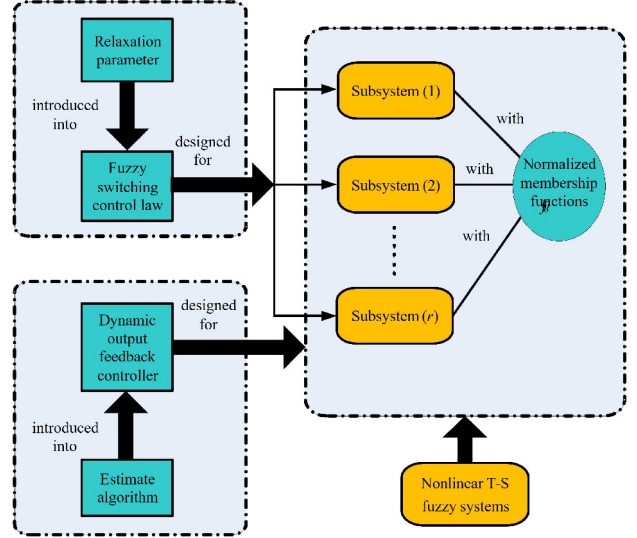 Relaxation
parameter
introduced
into
Fuzzy
switching
control law
designed
for
Subsystem (1)
Subsystem (2)
Subsystem (r)
with
with
with
Normalized
membership
functions
Dynamic
output
feedback
controller
designed
for
introduced
into
Estimate
algorithm
Nonlinear T-S
fuzzy systems